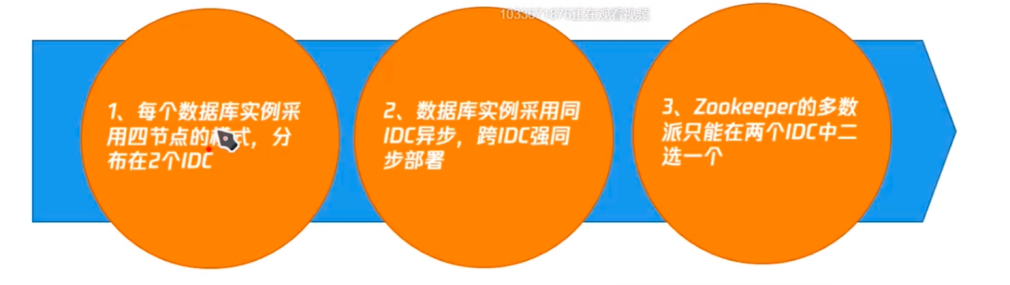 1、每个数据库实例采
用四节点的模式，分
布在2个IDC
2、数据库实例采用同
IDC异步，跨IDC强同
步部署
3、Zookeeper的多数
派只能在两个IDC中二
选一个